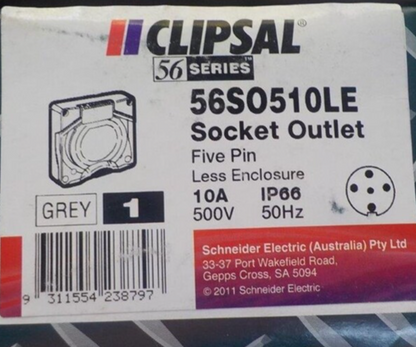 CLIPSAL®
56 SERIES™
56SO510LE
Socket Outlet
Five Pin
Less Enclosure
10A IP66
500V 50Hz
GREY 1
Schneider Electric (Australia) Pty Ltd
33-37 Port Wakefield Road,
Gepps Cross, SA 5094
© 2011 Schneider Electric
9 311554 238797